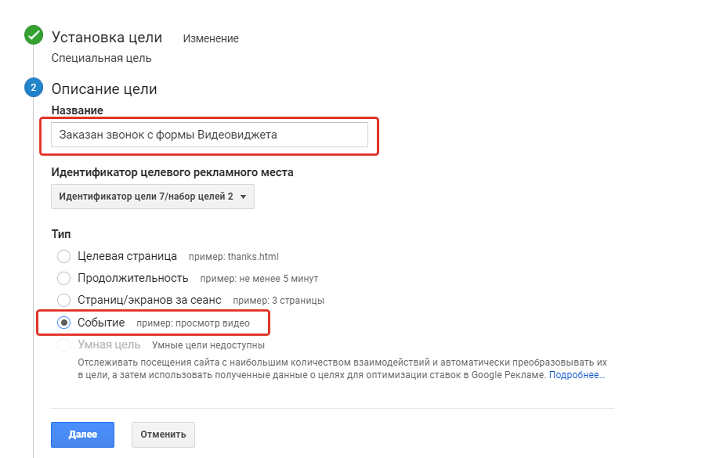 Установка цели Изменение
Специальная цель
2 Описание цели
Название
Заказан звонок с формы Видеовиджета
Идентификатор целевого рекламного места
Идентификатор цели 7/набор целей 2
Тип
Целевая страница пример: thanks.html
Продолжительность пример: не менее 5 минут
Страниц/экранов за сеанс пример: 3 страницы
Событие пример: просмотр видео
Умная цель Умные цели недоступны
Отслеживать посещения сайта с наибольшим количеством взаимодействий и автоматически преобразовывать их
в цели, а затем использовать полученные данные о целях для оптимизации ставок в Google Рекламе. Подробнее…
Далее Отменить